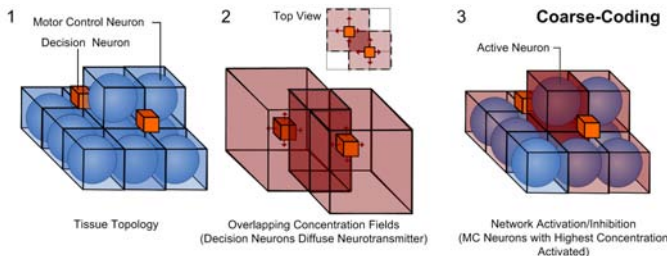 1
Motor Control Neuron
Decision Neuron
Tissue Topology
2
Top View
Overlapping Concentration Fields
(Decision Neurons Diffuse Neurotransmitter)
3
Coarse-Coding
Active Neuron
Network Activation/Inhibition
(MC Neurons with Highest Concentration
Activated)